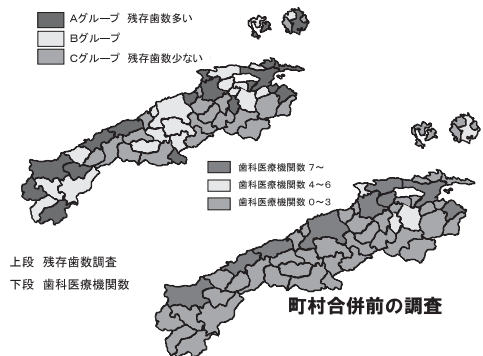 Aグループ 残存歯数多い
Bグループ
Cグループ 残存歯数少ない
歯科医療機関数 7〜
歯科医療機関数 4〜6
歯科医療機関数 0〜3
上段 残存歯数調査
下段 歯科医療機関数
町村合併前の調査